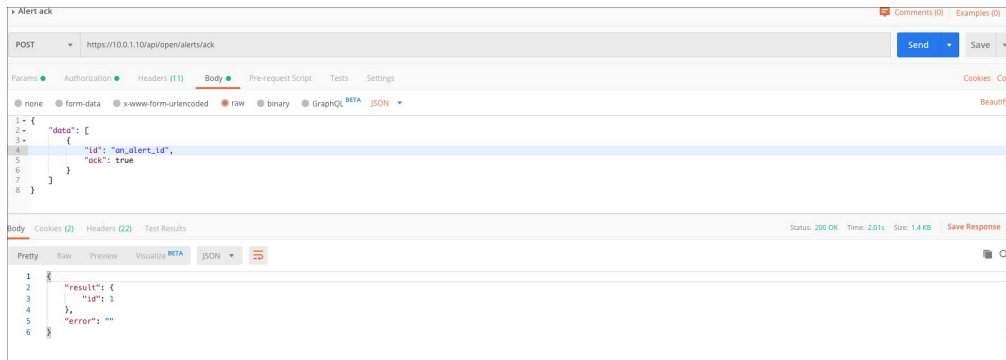 Alert ack
Comments (0) Examples (0)
POST https://10.0.1.10/api/open/alerts/ack Send Save
Params Authorization Headers (11) Body Pre-request Script Tests Settings Cookies Co
none form-data x-www-form-urlencoded raw binary GraphQL BETA JSON Beautify
1 {
2 "data": [
3 {
4 "id": "an_alert_id",
5 "ack": true
6 }
7 ]
8 }
Body Cookies (2) Headers (22) Test Results Status: 200 OK Time: 2.01s Size: 1.4 KB Save Response
Pretty Raw Preview Visualize BETA JSON
1 {
2 "result": {
3 "id": 1
4 },
5 "error": ""
6 }